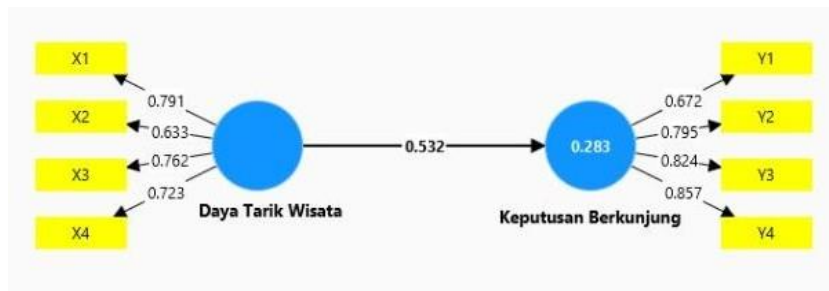 X1
X2
X3
X4
0.791
0.633
0.762
0.723
Daya Tarik Wisata
0.532
0.283
Keputusan Berkunjung
0.672
0.795
0.824
0.857
Y1
Y2
Y3
Y4